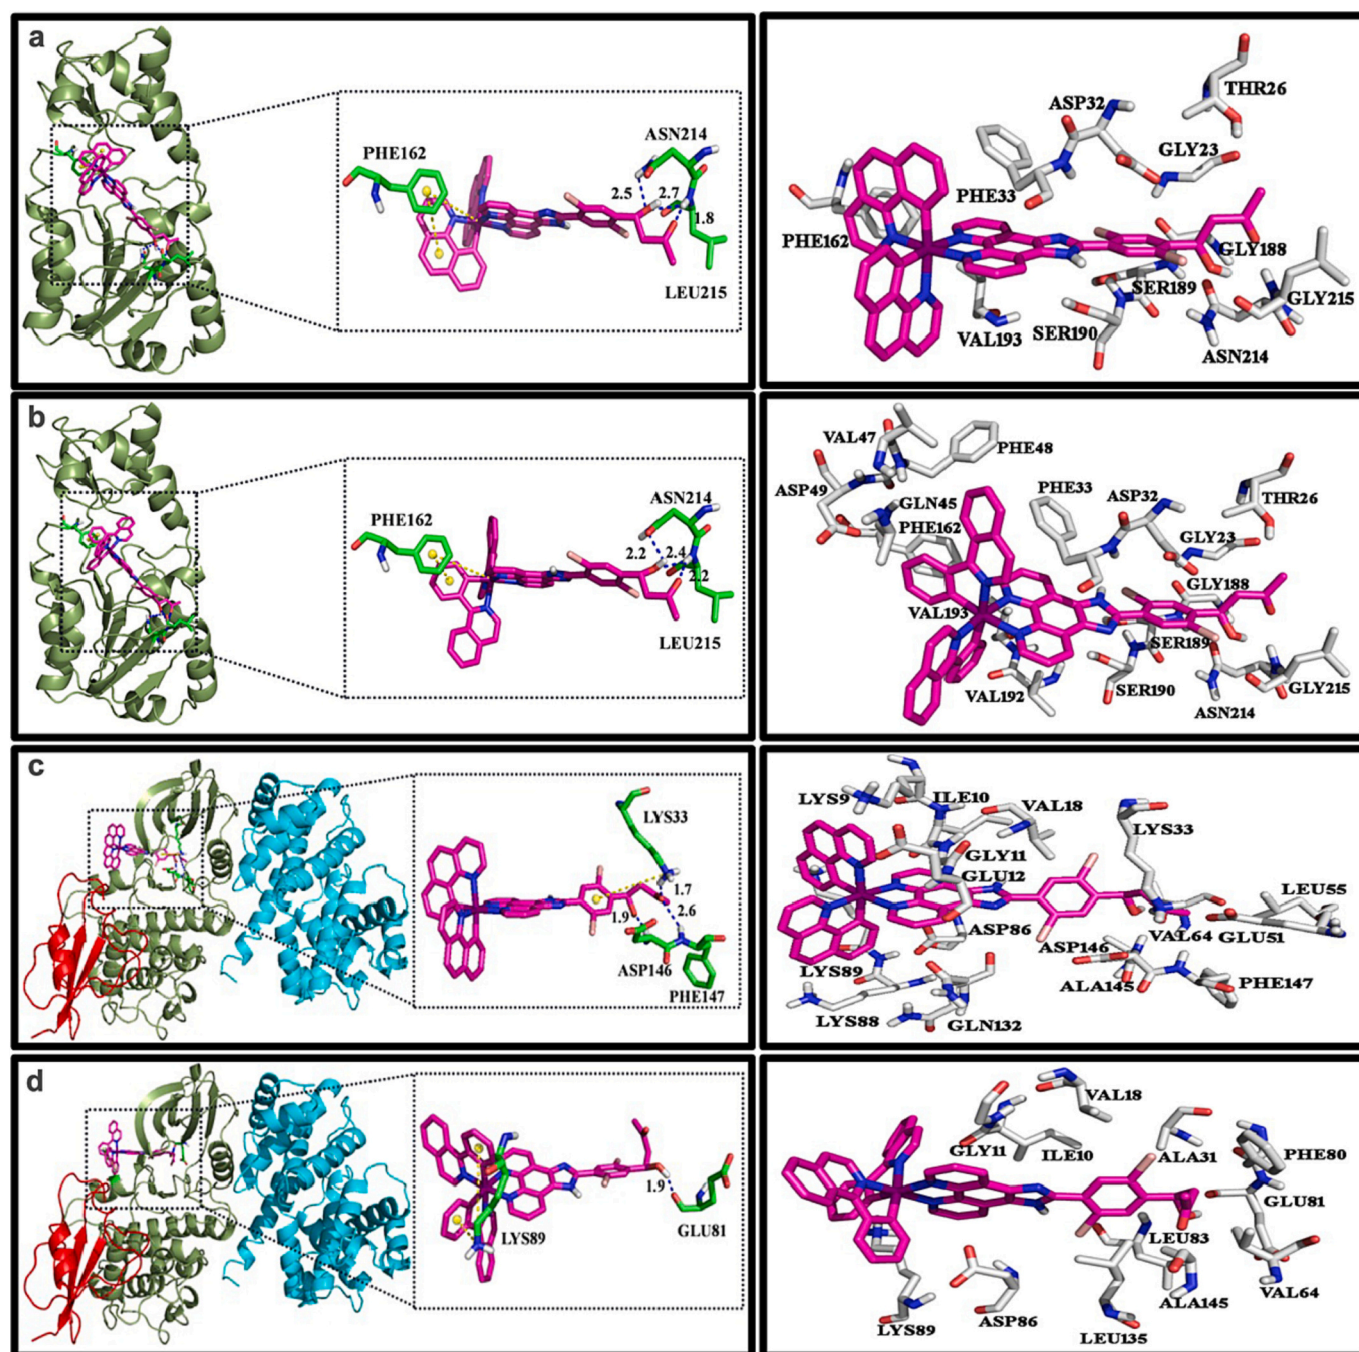 a
PHE162
ASN214
2.5
2.7
1.8
LEU215
THR26
ASP32
GLY23
PHE33
PHE162
GLY188
SER189
GLY215
VAL193
SER190
ASN214
b
PHE162
ASN214
2.2
2.4
2.2
LEU215
VAL47
PHE48
ASP49
PHE33
ASP32
THR26
GLN45
PHE162
GLY23
GLY188
VAL193
SER189
VAL192
SER190
GLY215
ASN214
c
LYS33
1.7
1.9
2.6
ASP146
PHE147
LYS9
ILE10
VAL18
LYS33
GLY11
GLU12
LEU55
ASP86
ASP146
VAL64
GLU51
LYS89
ALA145
PHE147
LYS88
GLN132
d
1.9
LYS89
GLU81
VAL18
GLY11
ILE10
ALA31
PHE80
GLU81
LEU83
VAL64
LYS89
ASP86
ALA145
LEU135